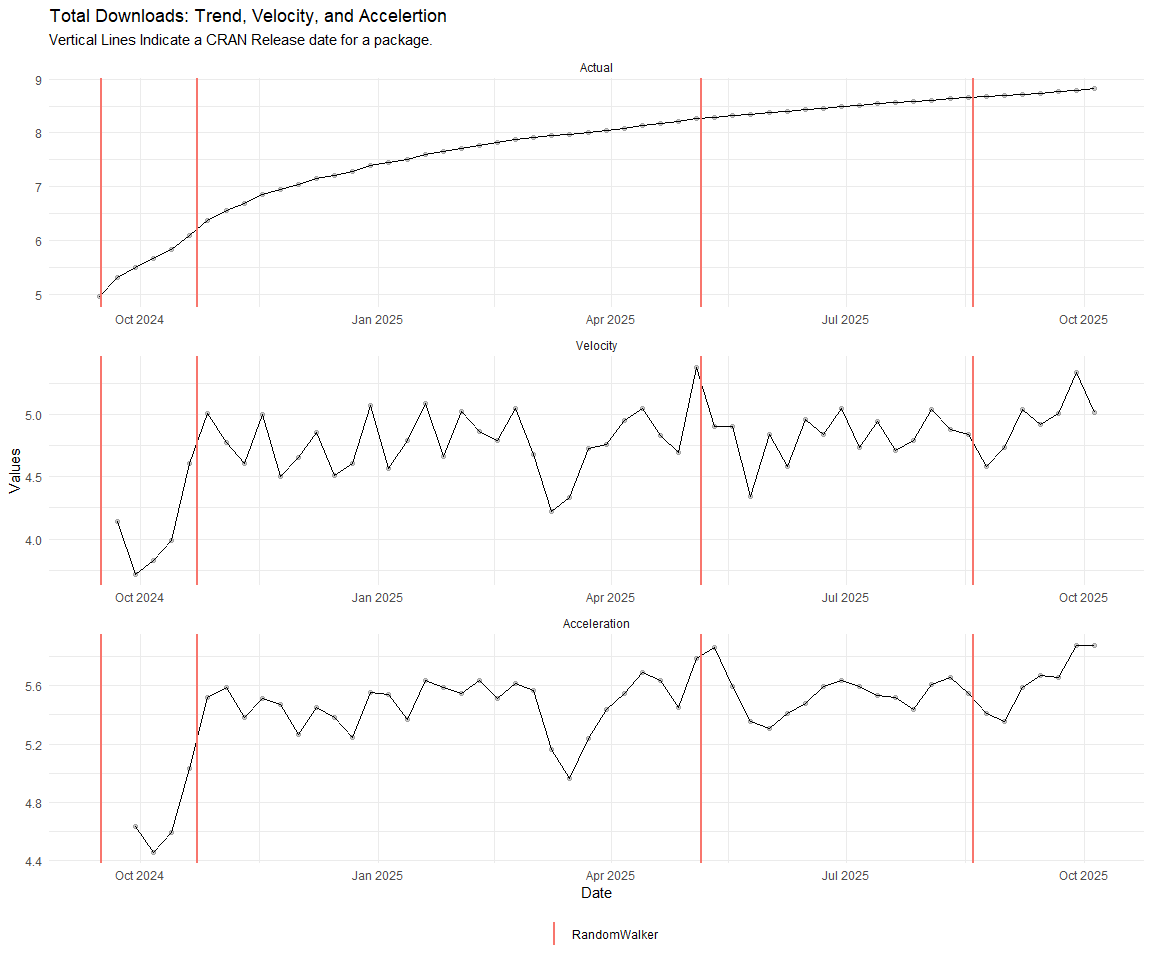 Total Downloads: Trend, Velocity, and Accelertion
Vertical Lines Indicate a CRAN Release date for a package.
Actual
9
8
7
6
5
Oct 2024 Jan 2025 Apr 2025 Jul 2025 Oct 2025
Velocity
5.0
4.5
4.0
Oct 2024 Jan 2025 Apr 2025 Jul 2025 Oct 2025
Values
Acceleration
5.6
5.2
4.8
4.4
Oct 2024 Jan 2025 Apr 2025 Jul 2025 Oct 2025
Date
RandomWalker